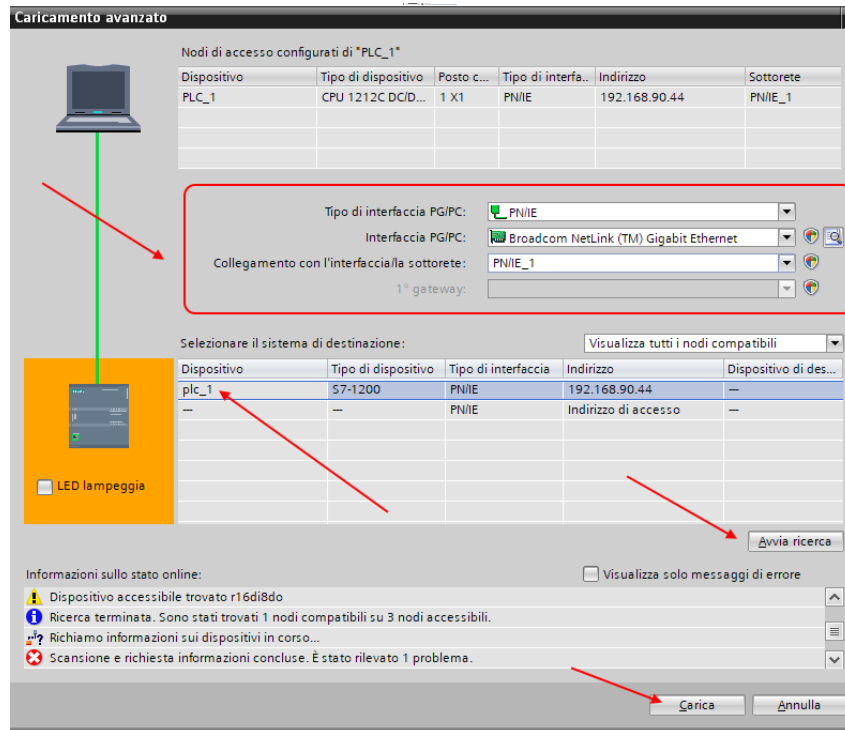 Caricamento avanzato
Nodi di accesso configurati di "PLC_1"
Dispositivo Tipo di dispositivo Posto c... Tipo di interfa.. Indirizzo Sottorete
PLC_1 CPU 1212C DC/D... 1 X1 PN/IE 192.168.90.44 PN/IE_1
Tipo di interfaccia PG/PC: PN/IE
Interfaccia PG/PC: Broadcom NetLink (TM) Gigabit Ethernet
Collegamento con l'interfaccia/la sottorete: PN/IE_1
1° gateway:
Selezionare il sistema di destinazione: Visualizza tutti i nodi compatibili
Dispositivo Tipo di dispositivo Tipo di interfaccia Indirizzo Dispositivo di des...
plc_1 S7-1200 PN/IE 192.168.90.44 —
— — PN/IE Indirizzo di accesso —
LED lampeggia
Avvia ricerca
Informazioni sullo stato online: Visualizza solo messaggi di errore
Dispositivo accessibile trovato r16di8do
Ricerca terminata. Sono stati trovati 1 nodi compatibili su 3 nodi accessibili.
Richiamo informazioni sui dispositivi in corso...
Scansione e richiesta informazioni concluse. È stato rilevato 1 problema.
Carica Annulla